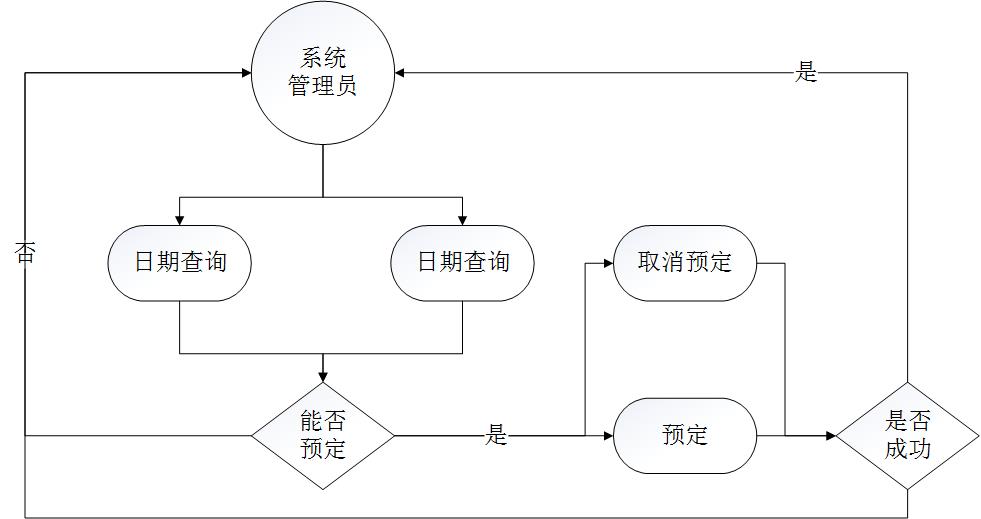 系统
管理员
是
否
日期查询
日期查询
取消预定
能否
预定
是
预定
是否
成功